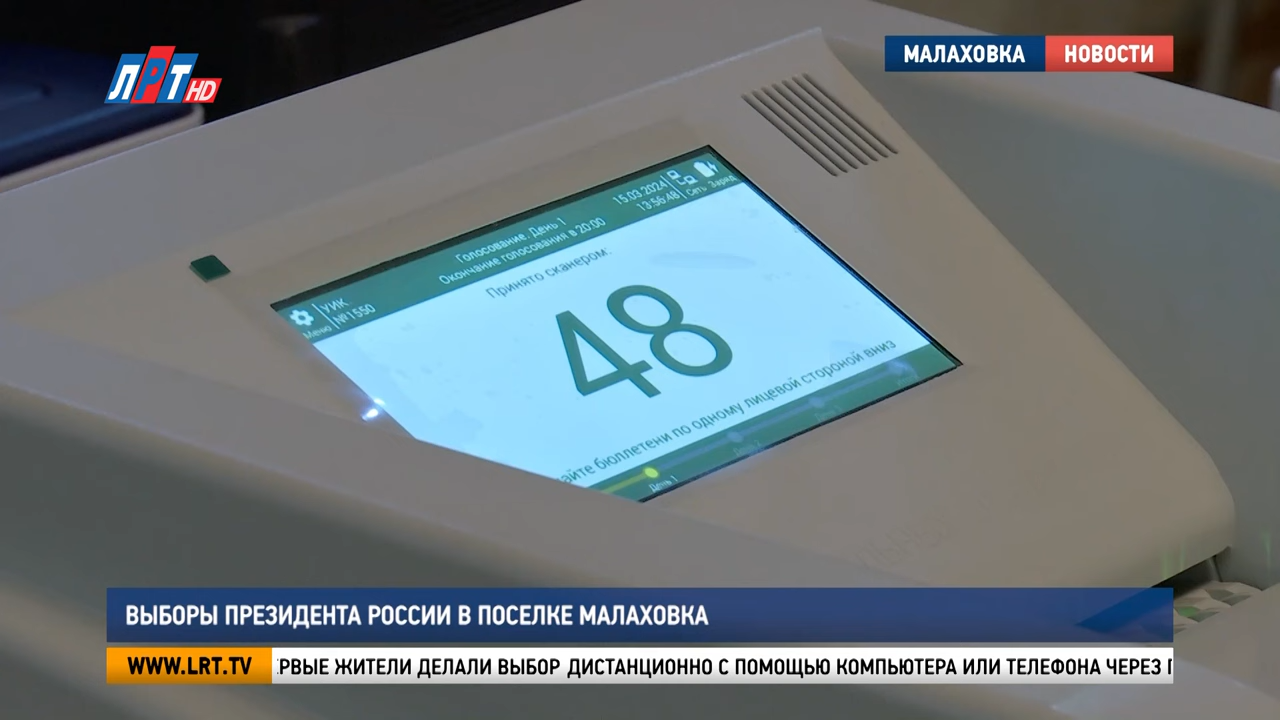 ЛРТ HD
МАЛАХОВКА НОВОСТИ
15.03.2024
13:56:48
Сеть Заряд
Голосование. День 1
Окончание голосования в 20:00
УИК
№1550
Меню
Принято сканером:
48
айте бюллетени по одному лицевой стороной вниз
День 1
ВЫБОРЫ ПРЕЗИДЕНТА РОССИИ В ПОСЕЛКЕ МАЛАХОВКА
WWW.LRT.TV
РВЫЕ ЖИТЕЛИ ДЕЛАЛИ ВЫБОР ДИСТАНЦИОННО С ПОМОЩЬЮ КОМПЬЮТЕРА ИЛИ ТЕЛЕФОНА ЧЕРЕЗ